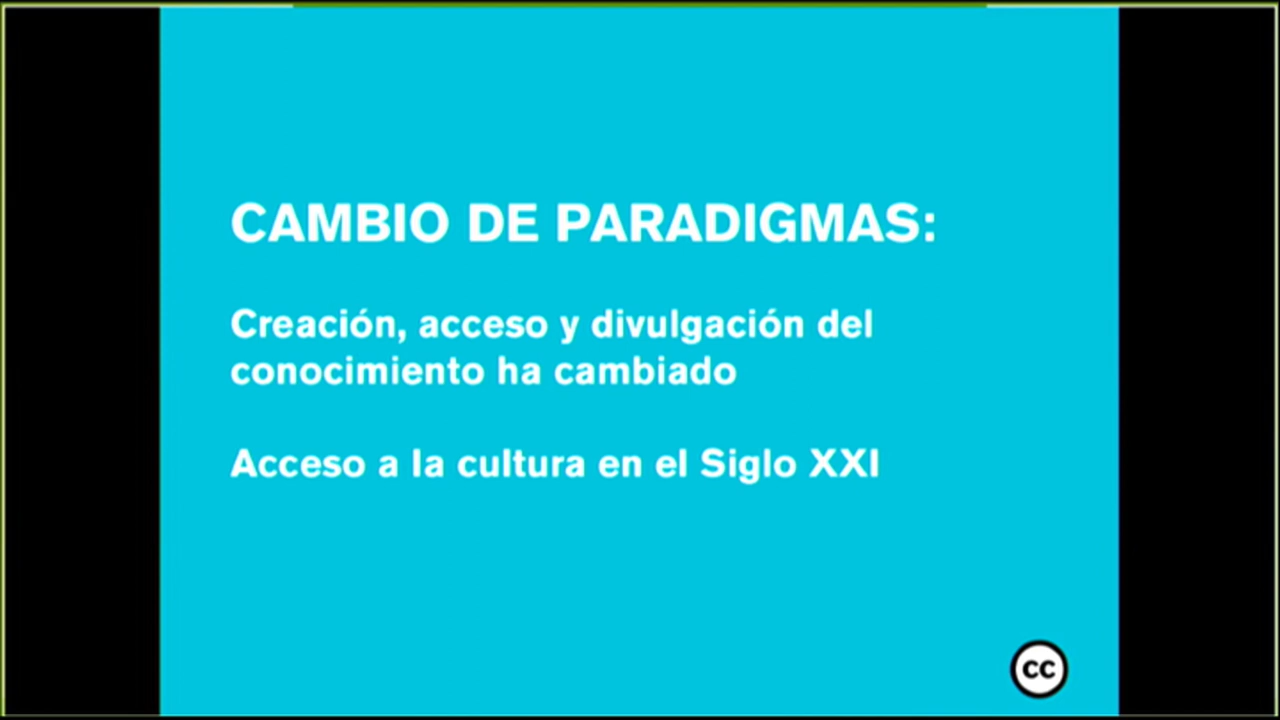 CAMBIO DE PARADIGMAS:
Creación, acceso y divulgación del
conocimiento ha cambiado
Acceso a la cultura en el Siglo XXI
cc